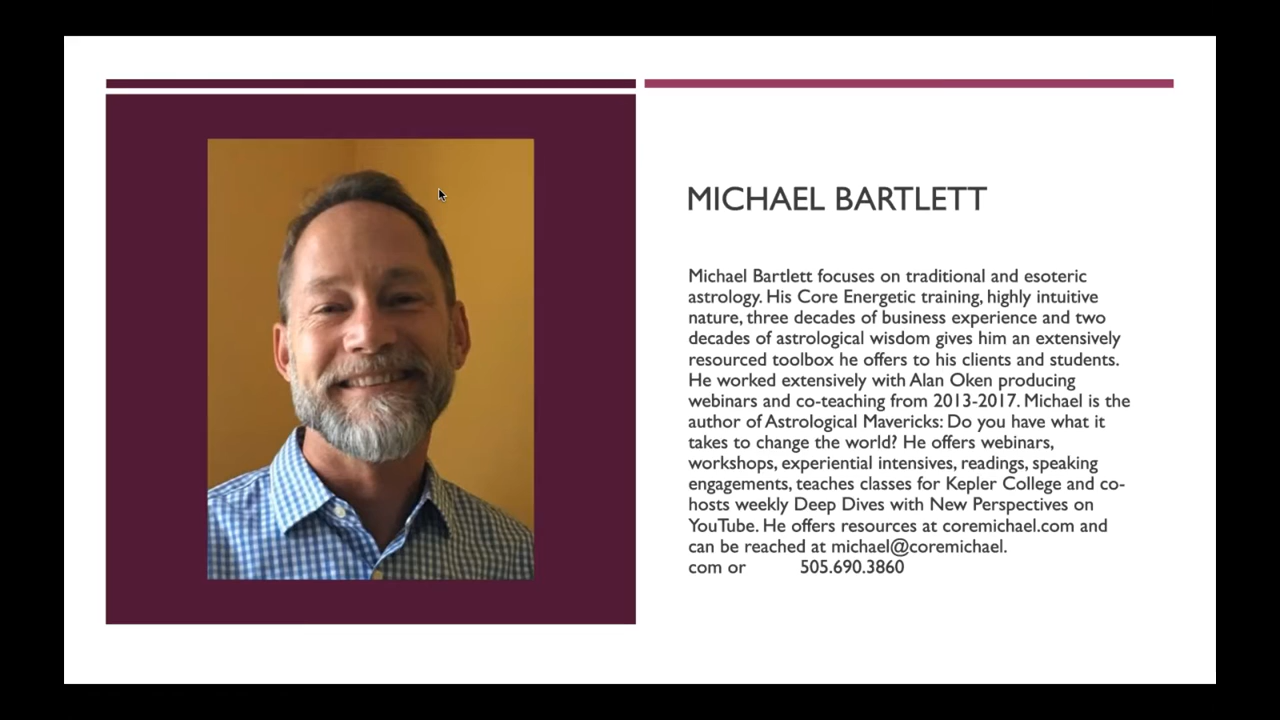 MICHAEL BARTLETT
Michael Bartlett focuses on traditional and esoteric
astrology. His Core Energetic training, highly intuitive
nature, three decades of business experience and two
decades of astrological wisdom gives him an extensively
resourced toolbox he offers to his clients and students.
He worked extensively with Alan Oken producing
webinars and co-teaching from 2013-2017. Michael is the
author of Astrological Mavericks: Do you have what it
takes to change the world? He offers webinars,
workshops, experiential intensives, readings, speaking
engagements, teaches classes for Kepler College and co-
hosts weekly Deep Dives with New Perspectives on
YouTube. He offers resources at coremichael.com and
can be reached at michael@coremichael.
com or 505.690.3860